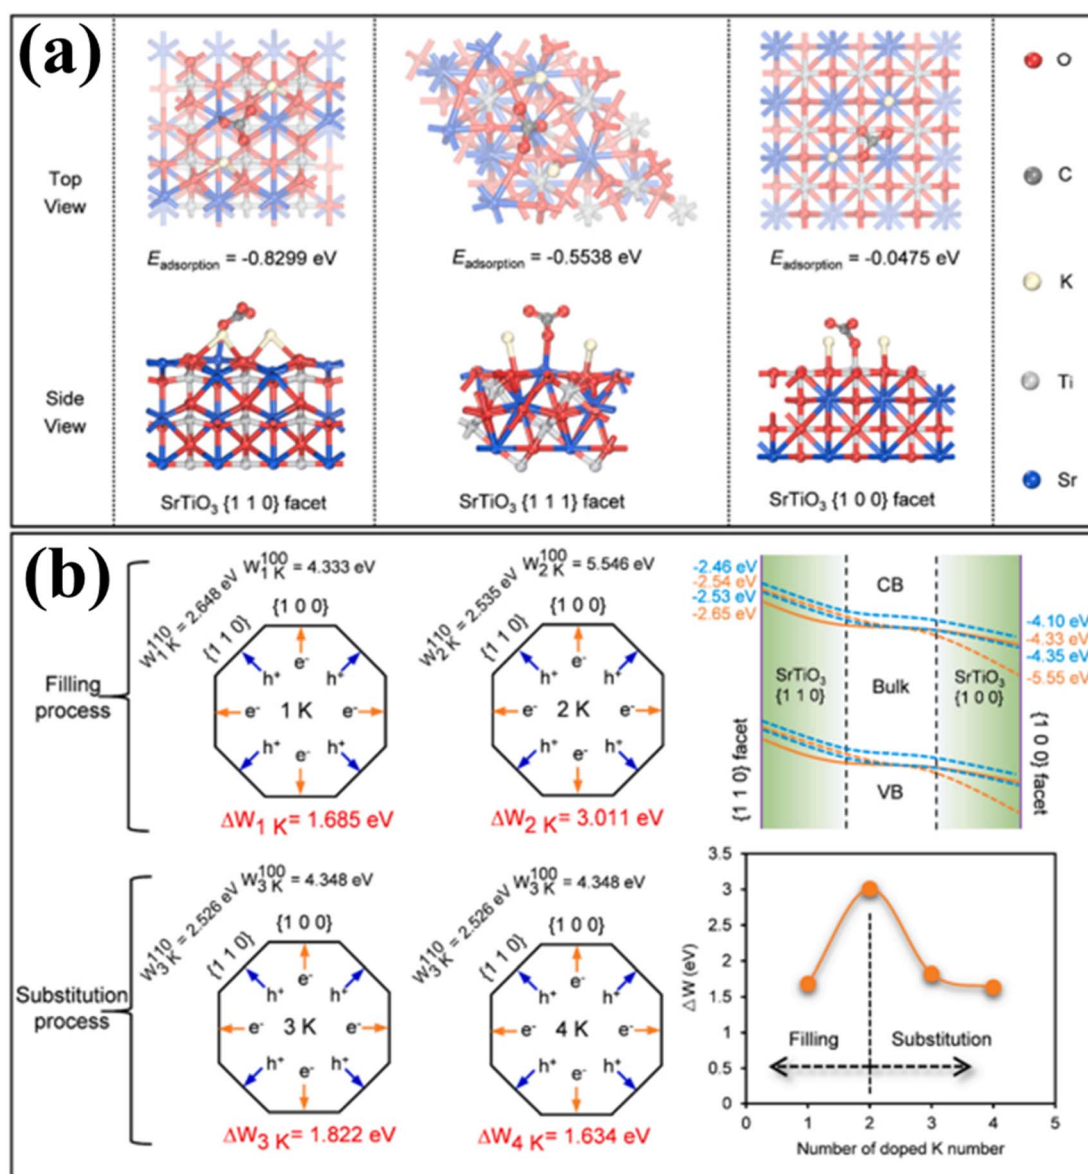 (a)
Top
View
E_adsorption = -0.8299 eV
E_adsorption = -0.5538 eV
E_adsorption = -0.0475 eV
Side
View
SrTiO₃ {1 1 0} facet
SrTiO₃ {1 1 1} facet
SrTiO₃ {1 0 0} facet
O
C
K
Ti
Sr
(b)
Filling
process
W¹¹⁰₁ K = 2.648 eV
W¹⁰⁰₁ K = 4.333 eV
{1 1 0}
{1 0 0}
e⁻
h⁺ h⁺
e⁻ 1 K e⁻
h⁺ h⁺
e⁻
ΔW₁ K= 1.685 eV
W¹¹⁰₂ K = 2.535 eV
W¹⁰⁰₂ K = 5.546 eV
{1 1 0}
{1 0 0}
e⁻
h⁺ h⁺
e⁻ 2 K e⁻
h⁺ h⁺
e⁻
ΔW₂ K= 3.011 eV
-2.46 eV
-2.54 eV
-2.53 eV
-2.65 eV
CB
-4.10 eV
-4.33 eV
-4.35 eV
-5.55 eV
SrTiO₃
{1 1 0}
Bulk
SrTiO₃
{1 0 0}
VB
{1 1 0} facet
{1 0 0} facet
Substitution
process
W¹¹⁰₃ K = 2.526 eV
W¹⁰⁰₃ K = 4.348 eV
{1 1 0}
{1 0 0}
e⁻
h⁺ h⁺
e⁻ 3 K e⁻
h⁺ h⁺
e⁻
ΔW₃ K= 1.822 eV
W¹¹⁰₃ K = 2.526 eV
W¹⁰⁰₃ K = 4.348 eV
{1 1 0}
{1 0 0}
e⁻
h⁺ h⁺
e⁻ 4 K e⁻
h⁺ h⁺
e⁻
ΔW₄ K= 1.634 eV
△W (eV)
3.5
3
2.5
2
1.5
1
0.5
0
Filling
Substitution
0 1 2 3 4 5
Number of doped K number